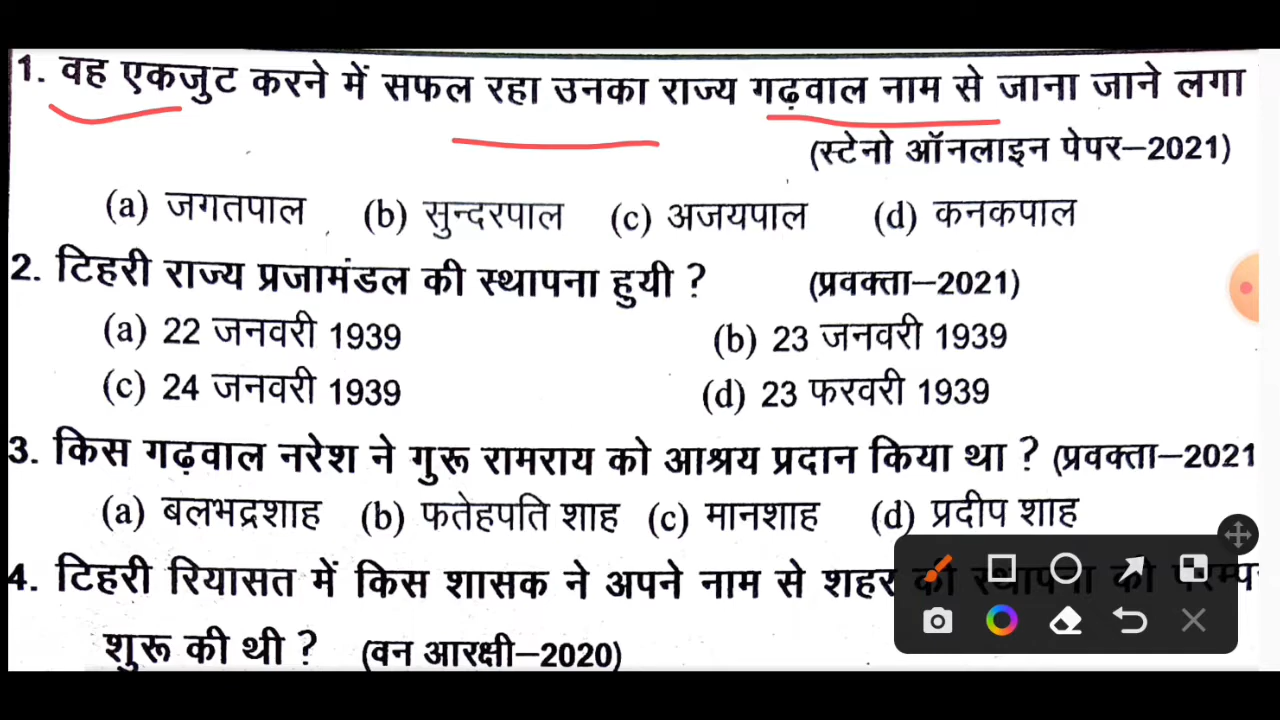 1. वह एकजुट करने में सफल रहा उनका राज्य गढ़वाल नाम से जाना जाने लगा
(स्टेनो ऑनलाइन पेपर–2021)
(a) जगतपाल (b) सुन्दरपाल (c) अजयपाल (d) कनकपाल
2. टिहरी राज्य प्रजामंडल की स्थापना हुयी ? (प्रवक्ता–2021)
(a) 22 जनवरी 1939 (b) 23 जनवरी 1939
(c) 24 जनवरी 1939 (d) 23 फरवरी 1939
3. किस गढ़वाल नरेश ने गुरू रामराय को आश्रय प्रदान किया था ? (प्रवक्ता–2021
(a) बलभद्रशाह (b) फतेहपति शाह (c) मानशाह (d) प्रदीप शाह
4. टिहरी रियासत में किस शासक ने अपने नाम से शहर की स्थापना की
शुरू की थी ? (वन आरक्षी–2020)